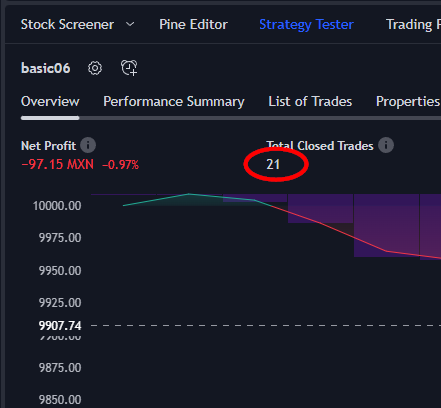 Stock Screener Pine Editor Strategy Tester Trading
basic06
Overview Performance Summary List of Trades Properties
Net Profit Total Closed Trades
−97.15 MXN −0.97% 21
10000.00
9975.00
9950.00
9925.00
9907.74
9900.00
9875.00
9850.00